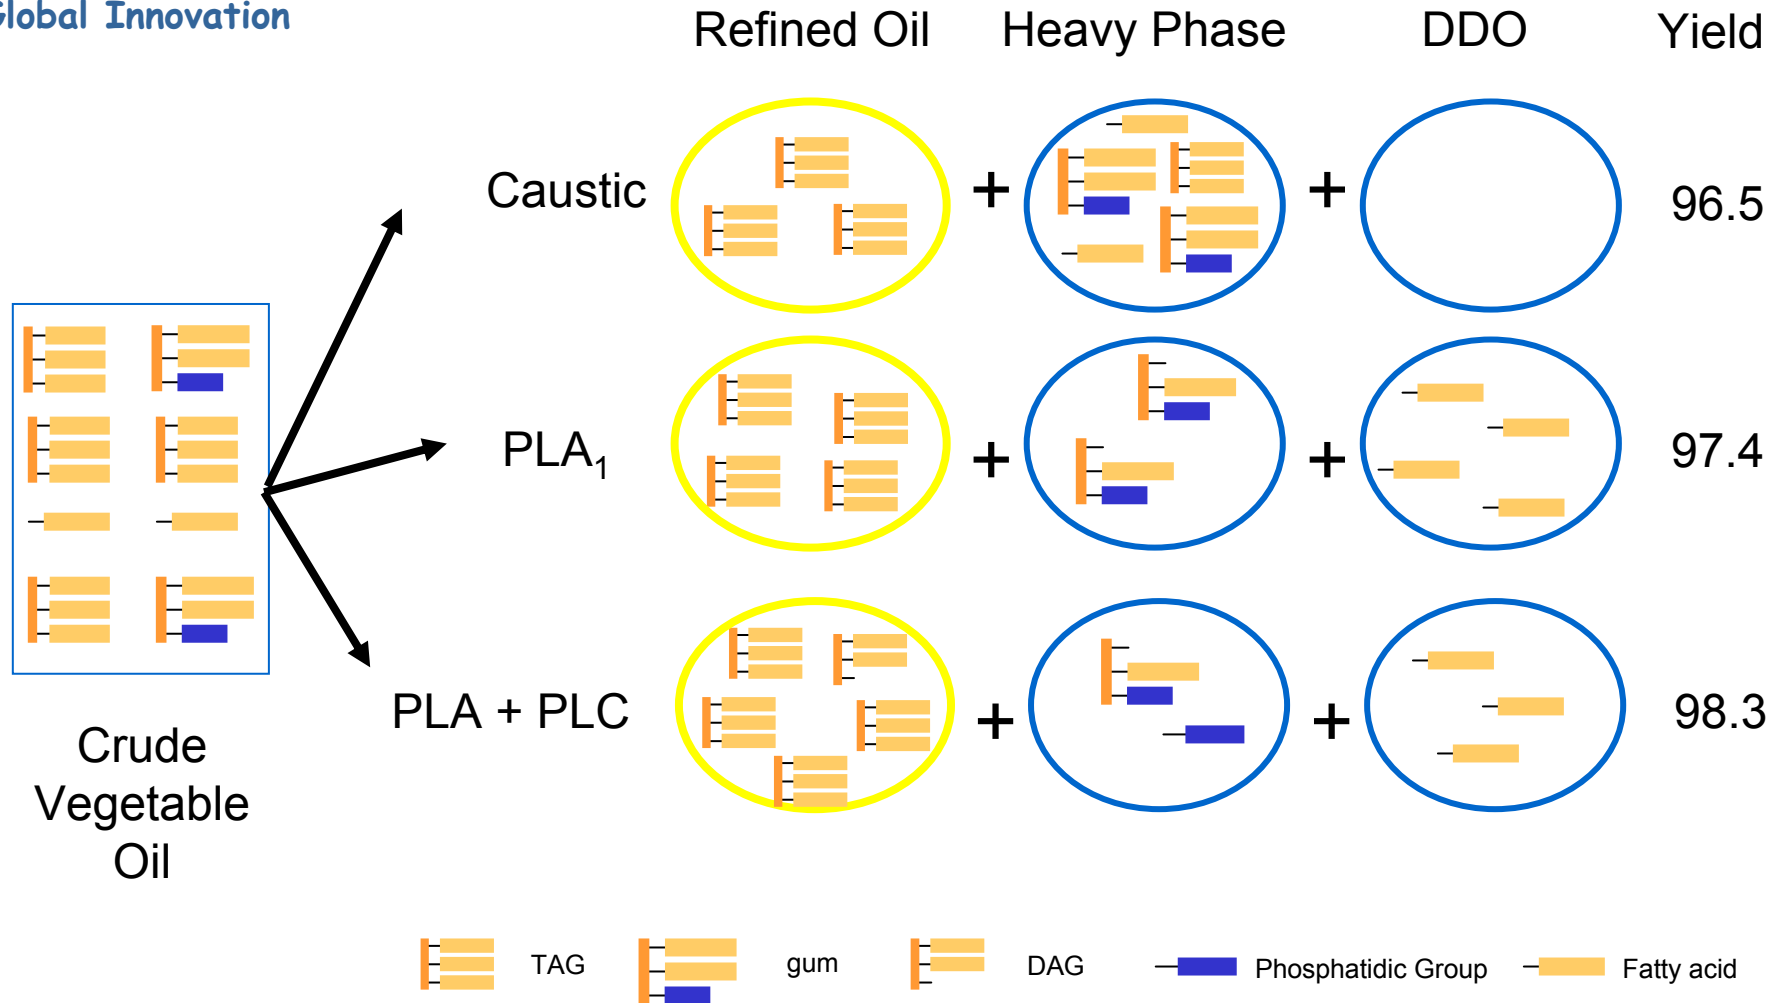 Global Innovation
Refined Oil Heavy Phase DDO Yield
Caustic + + 96.5
PLA₁ + + 97.4
PLA + PLC + + 98.3
Crude
Vegetable
Oil
TAG gum DAG Phosphatidic Group Fatty acid